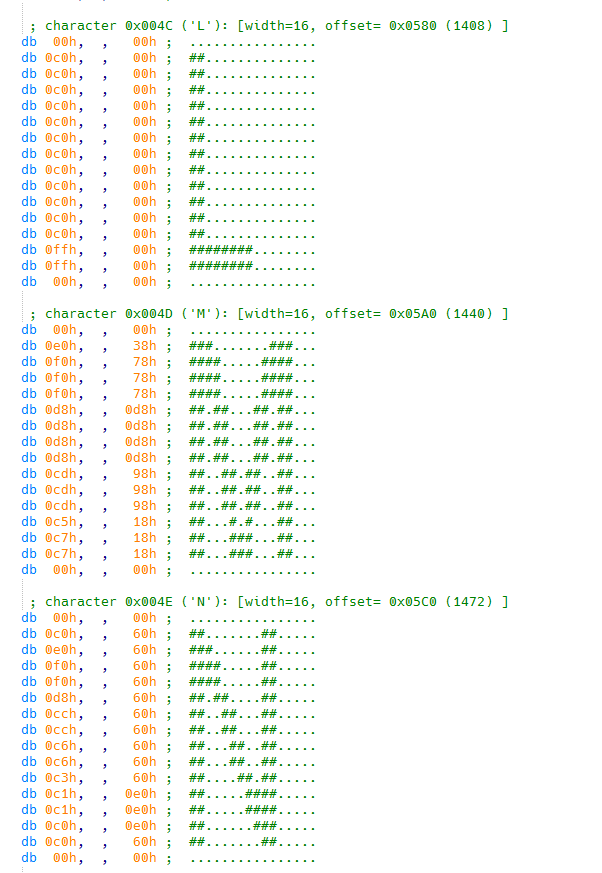 ; character 0x004C ('L'): [width=16, offset= 0x0580 (1408) ]
db  00h,  ,   00h ;  ................
db 0c0h,  ,   00h ;  ##..............
db 0c0h,  ,   00h ;  ##..............
db 0c0h,  ,   00h ;  ##..............
db 0c0h,  ,   00h ;  ##..............
db 0c0h,  ,   00h ;  ##..............
db 0c0h,  ,   00h ;  ##..............
db 0c0h,  ,   00h ;  ##..............
db 0c0h,  ,   00h ;  ##..............
db 0c0h,  ,   00h ;  ##..............
db 0c0h,  ,   00h ;  ##..............
db 0c0h,  ,   00h ;  ##..............
db 0c0h,  ,   00h ;  ##..............
db 0ffh,  ,   00h ;  ########........
db 0ffh,  ,   00h ;  ########........
db  00h,  ,   00h ;  ................
; character 0x004D ('M'): [width=16, offset= 0x05A0 (1440) ]
db  00h,  ,   00h ;  ................
db 0e0h,  ,   38h ;  ###.......###...
db 0f0h,  ,   78h ;  ####.....####...
db 0f0h,  ,   78h ;  ####.....####...
db 0f0h,  ,   78h ;  ####.....####...
db 0d8h,  ,  0d8h ;  ##.##...##.##...
db 0d8h,  ,  0d8h ;  ##.##...##.##...
db 0d8h,  ,  0d8h ;  ##.##...##.##...
db 0d8h,  ,  0d8h ;  ##.##...##.##...
db 0cdh,  ,   98h ;  ##..##.##..##...
db 0cdh,  ,   98h ;  ##..##.##..##...
db 0cdh,  ,   98h ;  ##..##.##..##...
db 0c5h,  ,   18h ;  ##...#.#...##...
db 0c7h,  ,   18h ;  ##...###...##...
db 0c7h,  ,   18h ;  ##...###...##...
db  00h,  ,   00h ;  ................
; character 0x004E ('N'): [width=16, offset= 0x05C0 (1472) ]
db  00h,  ,   00h ;  ................
db 0c0h,  ,   60h ;  ##.......##.....
db 0e0h,  ,   60h ;  ###......##.....
db 0f0h,  ,   60h ;  ####.....##.....
db 0f0h,  ,   60h ;  ####.....##.....
db 0d8h,  ,   60h ;  ##.##....##.....
db 0cch,  ,   60h ;  ##..##...##.....
db 0cch,  ,   60h ;  ##..##...##.....
db 0c6h,  ,   60h ;  ##...##..##.....
db 0c6h,  ,   60h ;  ##...##..##.....
db 0c3h,  ,   60h ;  ##....##.##.....
db 0c1h,  ,  0e0h ;  ##.....####.....
db 0c1h,  ,  0e0h ;  ##.....####.....
db 0c0h,  ,  0e0h ;  ##......###.....
db 0c0h,  ,   60h ;  ##.......##.....
db  00h,  ,   00h ;  ................